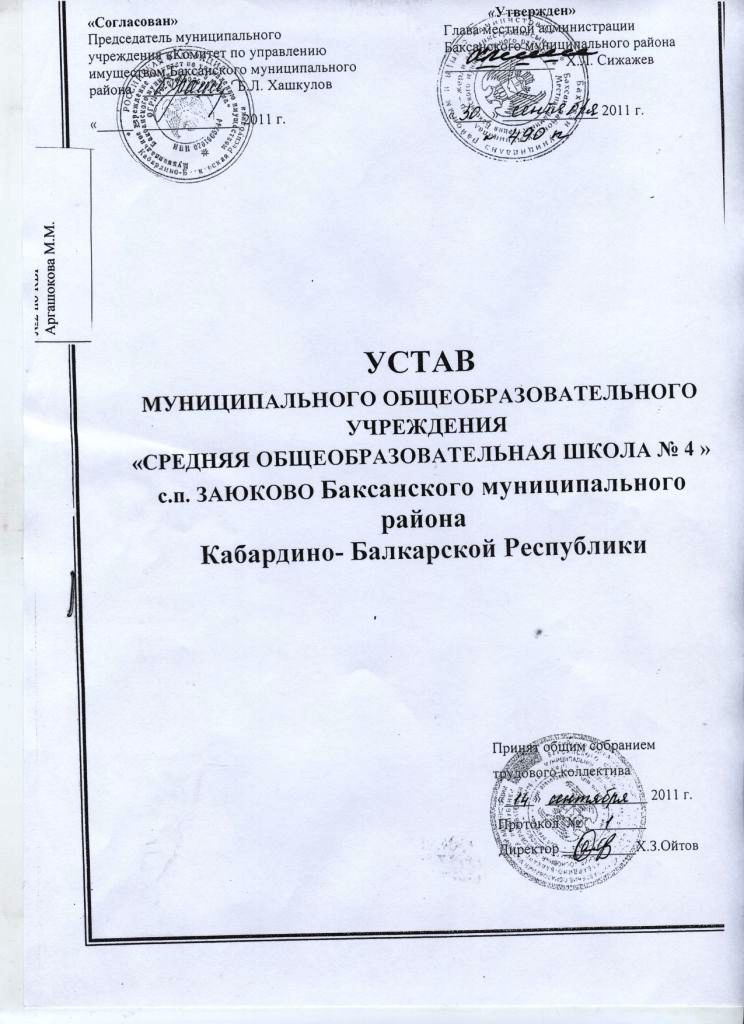 «Согласован»
Председатель муниципального
учреждения «Комитет по управлению
имуществом Баксанского муниципального
района Б.Л. Хашкулов
«____________________2011 г.
«Утвержден»
Глава местной администрации
Баксанского муниципального района
Х.Л. Сижажев
30 сентября 2011 г.
490
Аргашокова М.М.
УСТАВ
МУНИЦИПАЛЬНОГО ОБЩЕОБРАЗОВАТЕЛЬНОГО
УЧРЕЖДЕНИЯ
«СРЕДНЯЯ ОБЩЕОБРАЗОВАТЕЛЬНАЯ ШКОЛА № 4 »
с.п. ЗАЮКОВО Баксанского муниципального
района
Кабардино- Балкарской Республики
Принят общим собранием
трудового коллектива
14 » сентября 2011 г.
Протокол № 1
Директор Х.З.Ойтов